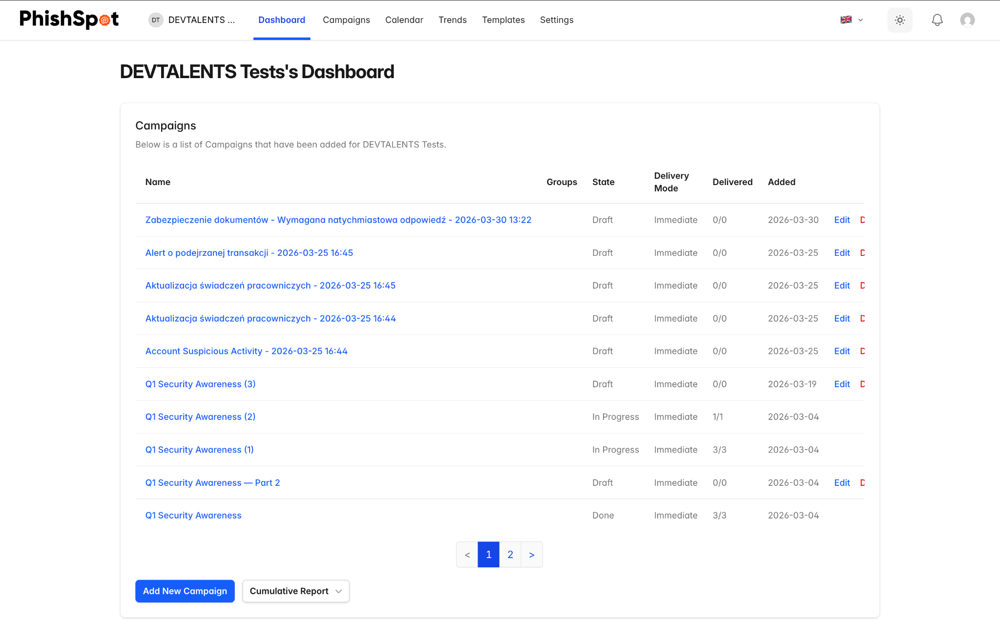 PhishSpot
DT DEVTALENTS ... Dashboard Campaigns Calendar Trends Templates Settings
DEVTALENTS Tests's Dashboard
Campaigns
Below is a list of Campaigns that have been added for DEVTALENTS Tests.
Name Groups State Delivery Mode Delivered Added
Zabezpieczenie dokumentów - Wymagana natychmiastowa odpowiedź - 2026-03-30 13:22 Draft Immediate 0/0 2026-03-30 Edit D
Alert o podejrzanej transakcji - 2026-03-25 16:45 Draft Immediate 0/0 2026-03-25 Edit D
Aktualizacja świadczeń pracowniczych - 2026-03-25 16:45 Draft Immediate 0/0 2026-03-25 Edit D
Aktualizacja świadczeń pracowniczych - 2026-03-25 16:44 Draft Immediate 0/0 2026-03-25 Edit D
Account Suspicious Activity - 2026-03-25 16:44 Draft Immediate 0/0 2026-03-25 Edit D
Q1 Security Awareness (3) Draft Immediate 0/0 2026-03-19 Edit D
Q1 Security Awareness (2) In Progress Immediate 1/1 2026-03-04
Q1 Security Awareness (1) In Progress Immediate 3/3 2026-03-04
Q1 Security Awareness — Part 2 Draft Immediate 0/0 2026-03-04 Edit D
Q1 Security Awareness Done Immediate 3/3 2026-03-04
< 1 2 >
Add New Campaign Cumulative Report